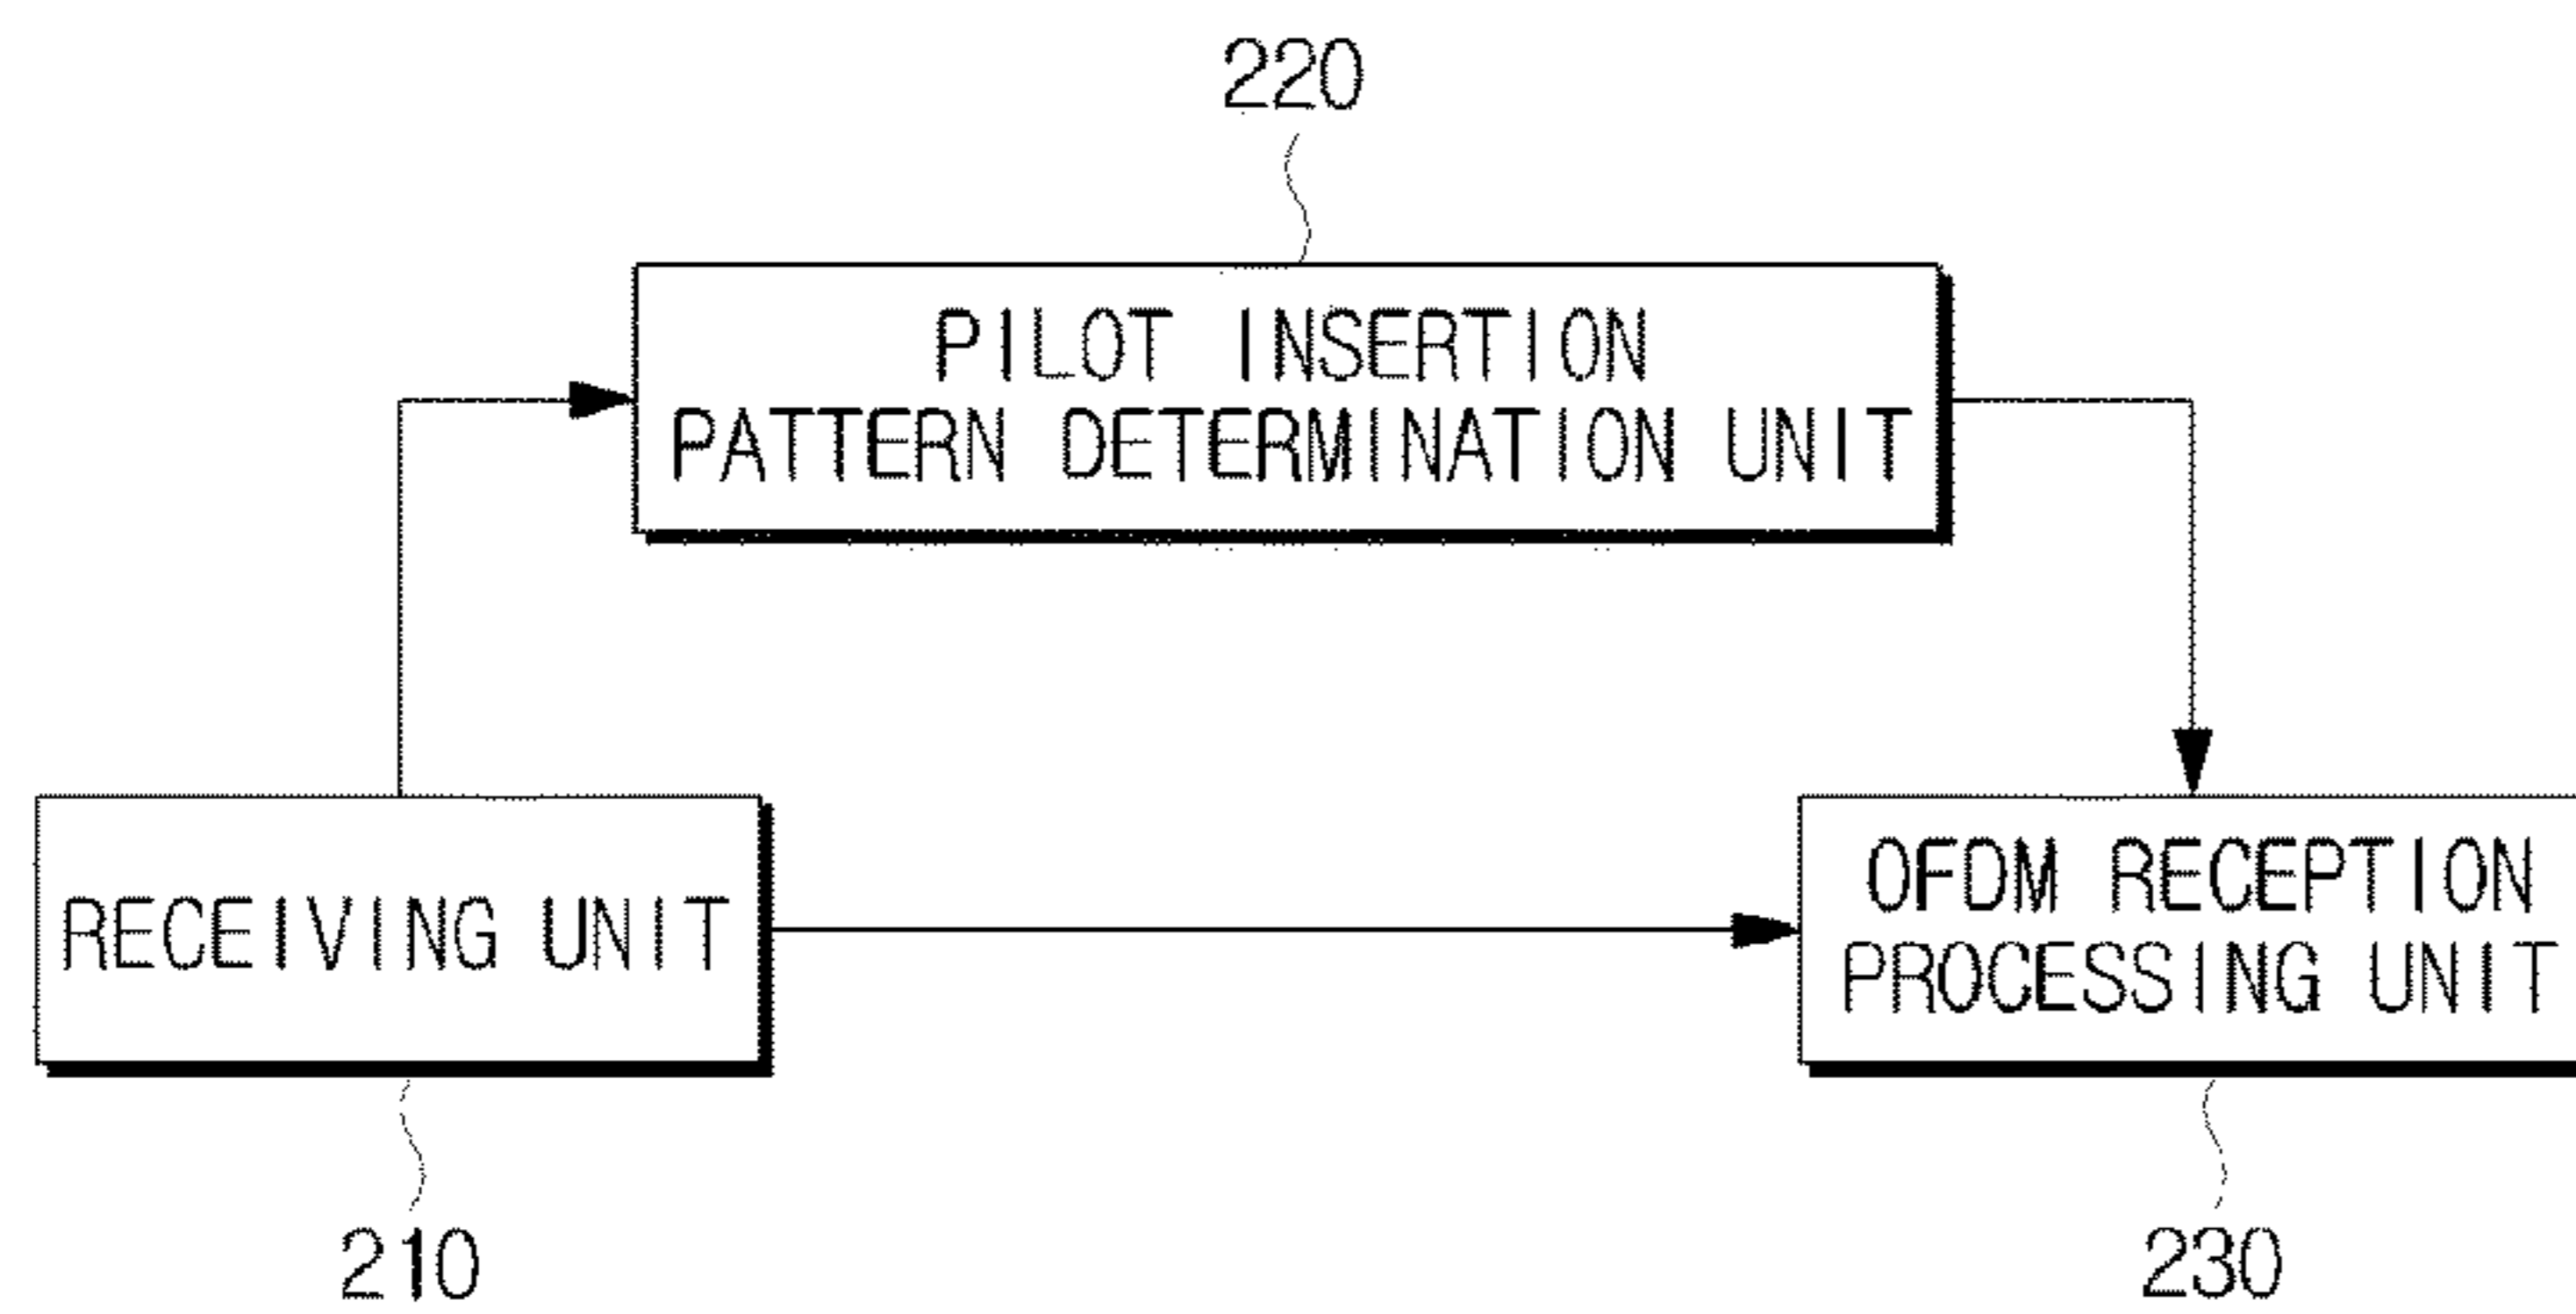 220
PILOT INSERTION
PATTERN DETERMINATION UNIT
RECEIVING UNIT
OFDM RECEPTION
PROCESSING UNIT
210
230